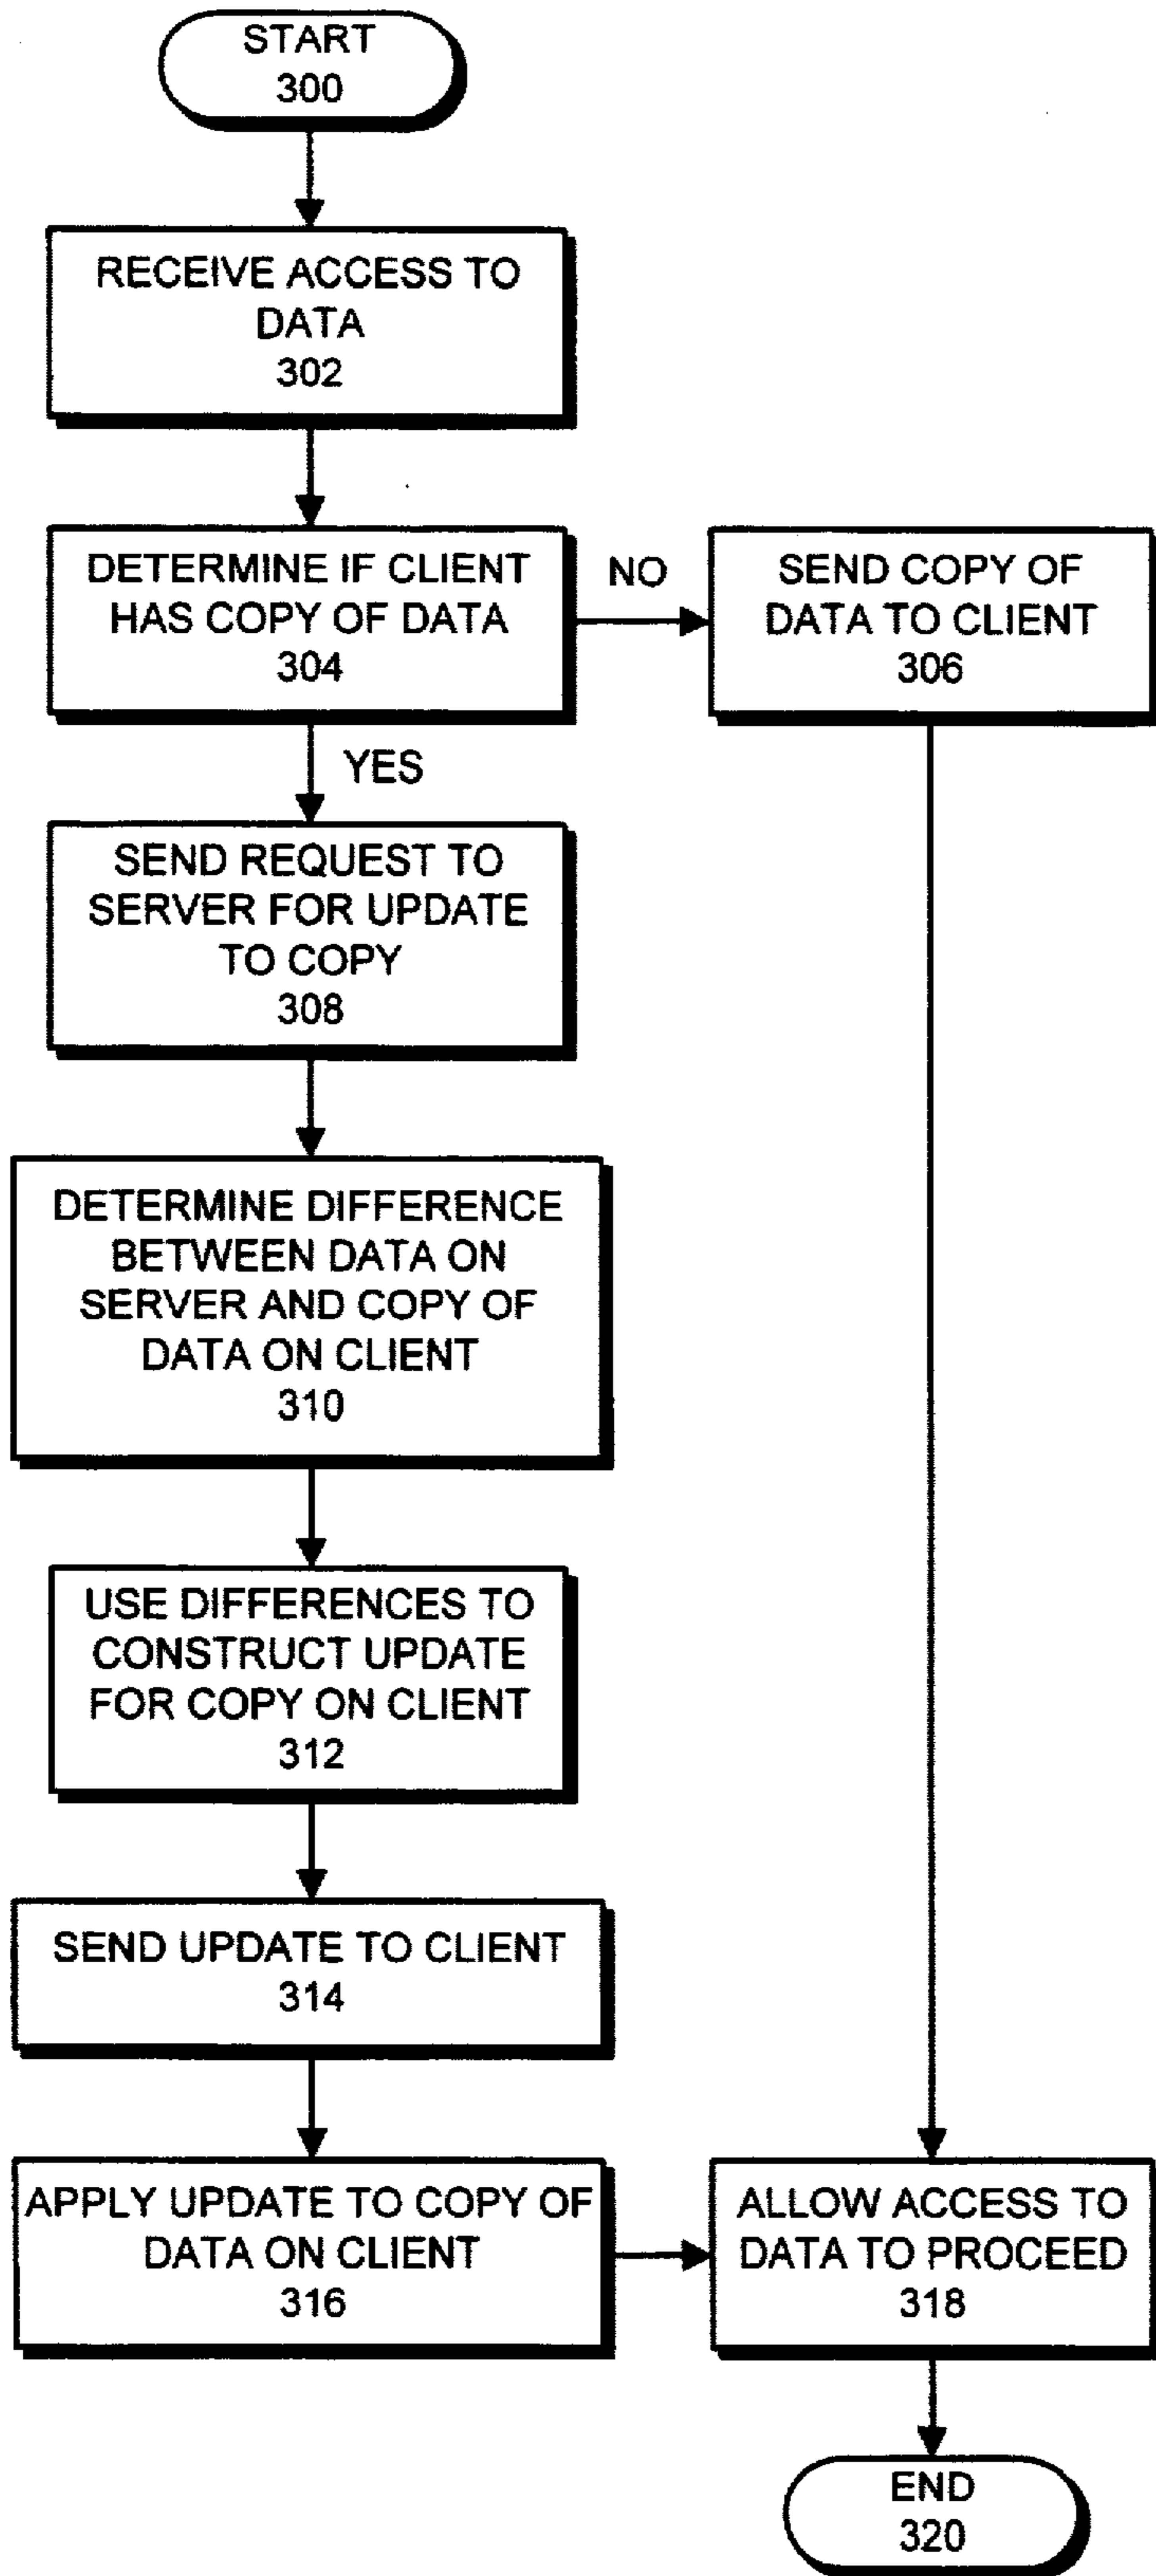 START
300
RECEIVE ACCESS TO
DATA
302
DETERMINE IF CLIENT
HAS COPY OF DATA
304
NO
SEND COPY OF
DATA TO CLIENT
306
YES
SEND REQUEST TO
SERVER FOR UPDATE
TO COPY
308
DETERMINE DIFFERENCE
BETWEEN DATA ON
SERVER AND COPY OF
DATA ON CLIENT
310
USE DIFFERENCES TO
CONSTRUCT UPDATE
FOR COPY ON CLIENT
312
SEND UPDATE TO CLIENT
314
APPLY UPDATE TO COPY OF
DATA ON CLIENT
316
ALLOW ACCESS TO
DATA TO PROCEED
318
END
320